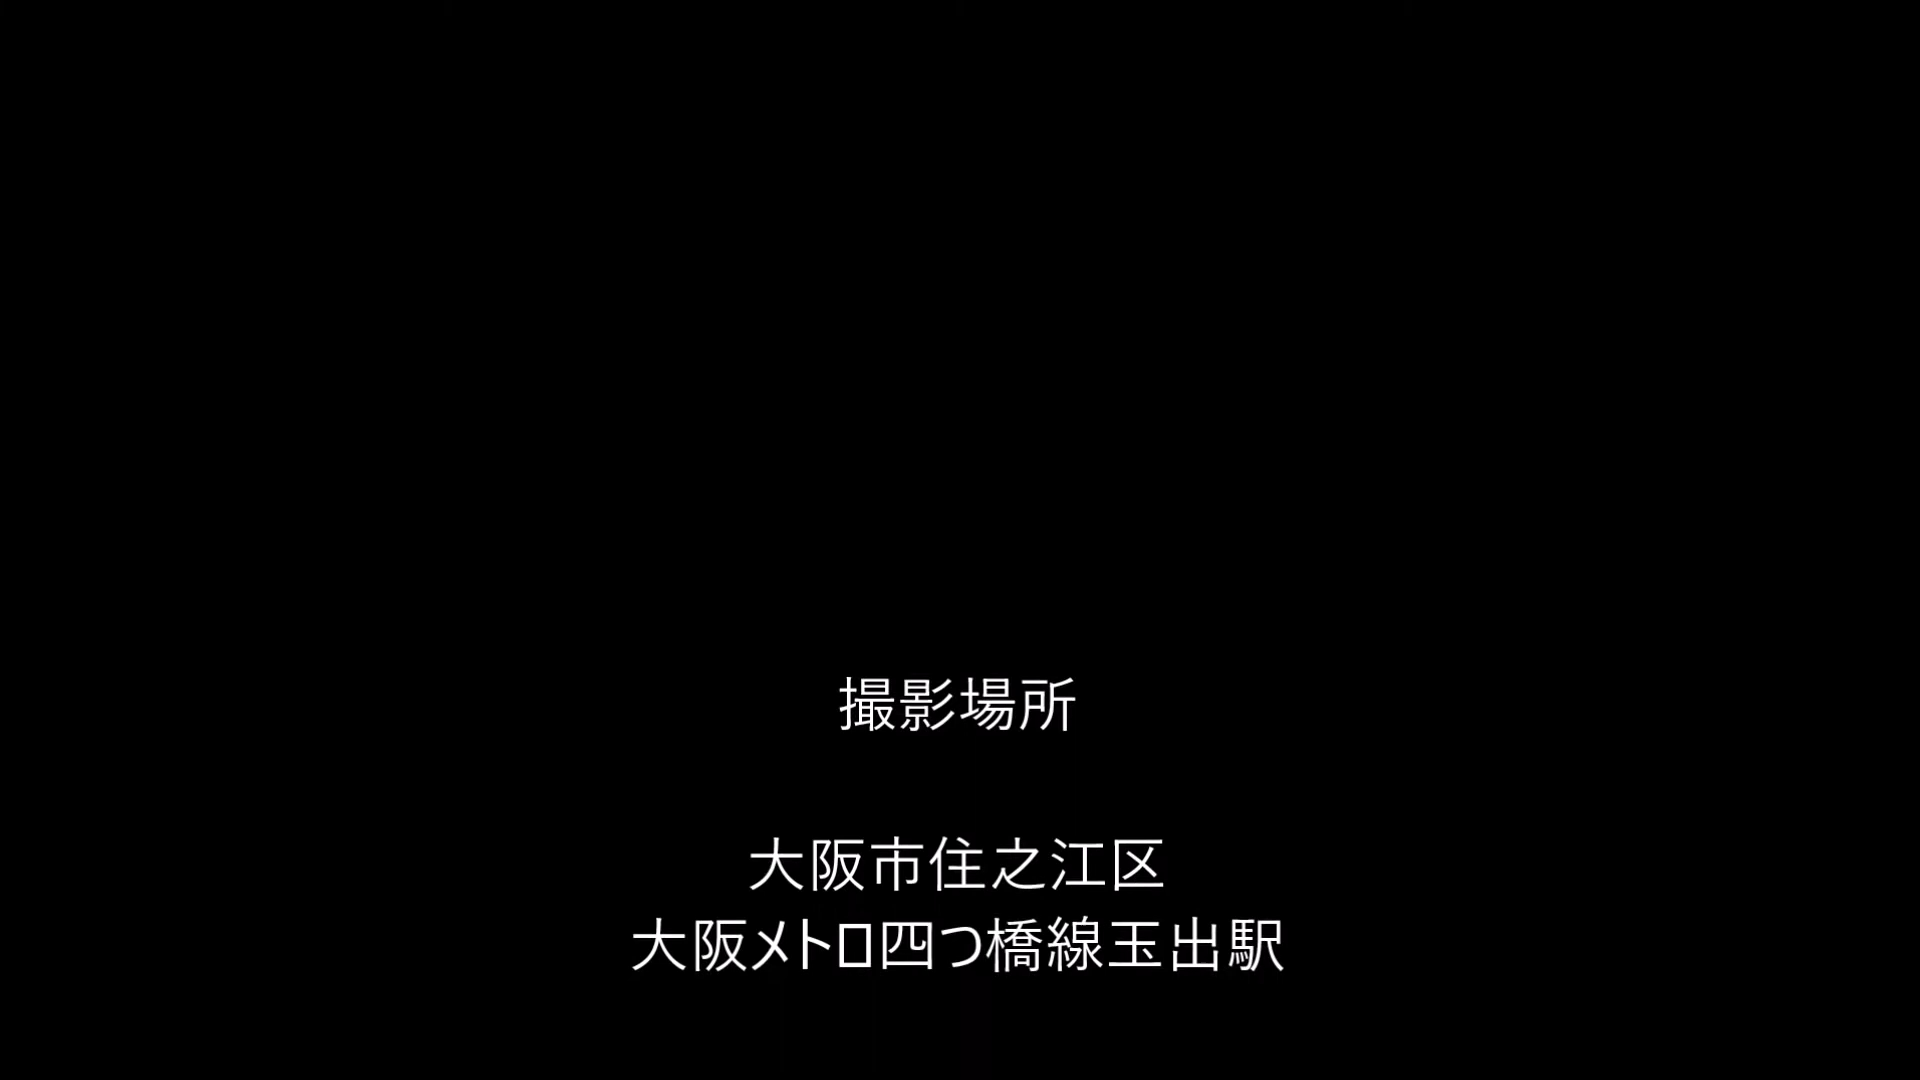 撮影場所
大阪市住之江区
大阪メトロ四つ橋線玉出駅